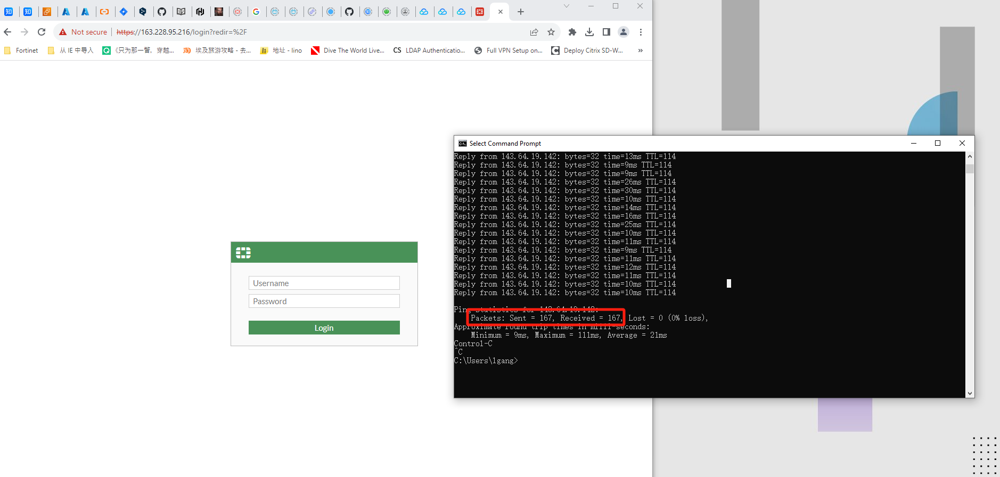 Not secure
https://163.228.95.216/login?redir=%2F
Fortinet
从 IE 中导入
《只为那一瞥，穿越...
埃及旅游攻略 - 去...
地址 - lino
Dive The World Live...
CS LDAP Authenticatio...
Full VPN Setup on...
Deploy Citrix SD-W...
»
Username
Password
Login
Select Command Prompt
Reply from 143.64.19.142: bytes=32 time=13ms TTL=114
Reply from 143.64.19.142: bytes=32 time=9ms TTL=114
Reply from 143.64.19.142: bytes=32 time=9ms TTL=114
Reply from 143.64.19.142: bytes=32 time=26ms TTL=114
Reply from 143.64.19.142: bytes=32 time=30ms TTL=114
Reply from 143.64.19.142: bytes=32 time=10ms TTL=114
Reply from 143.64.19.142: bytes=32 time=14ms TTL=114
Reply from 143.64.19.142: bytes=32 time=16ms TTL=114
Reply from 143.64.19.142: bytes=32 time=25ms TTL=114
Reply from 143.64.19.142: bytes=32 time=10ms TTL=114
Reply from 143.64.19.142: bytes=32 time=11ms TTL=114
Reply from 143.64.19.142: bytes=32 time=9ms TTL=114
Reply from 143.64.19.142: bytes=32 time=11ms TTL=114
Reply from 143.64.19.142: bytes=32 time=12ms TTL=114
Reply from 143.64.19.142: bytes=32 time=11ms TTL=114
Reply from 143.64.19.142: bytes=32 time=10ms TTL=114
Reply from 143.64.19.142: bytes=32 time=10ms TTL=114
Ping statistics for 143.64.19.142:
Packets: Sent = 167, Received = 167, Lost = 0 (0% loss),
Approximate round trip times in milli-seconds:
Minimum = 9ms, Maximum = 111ms, Average = 21ms
Control-C
^C
C:\Users\lgang>